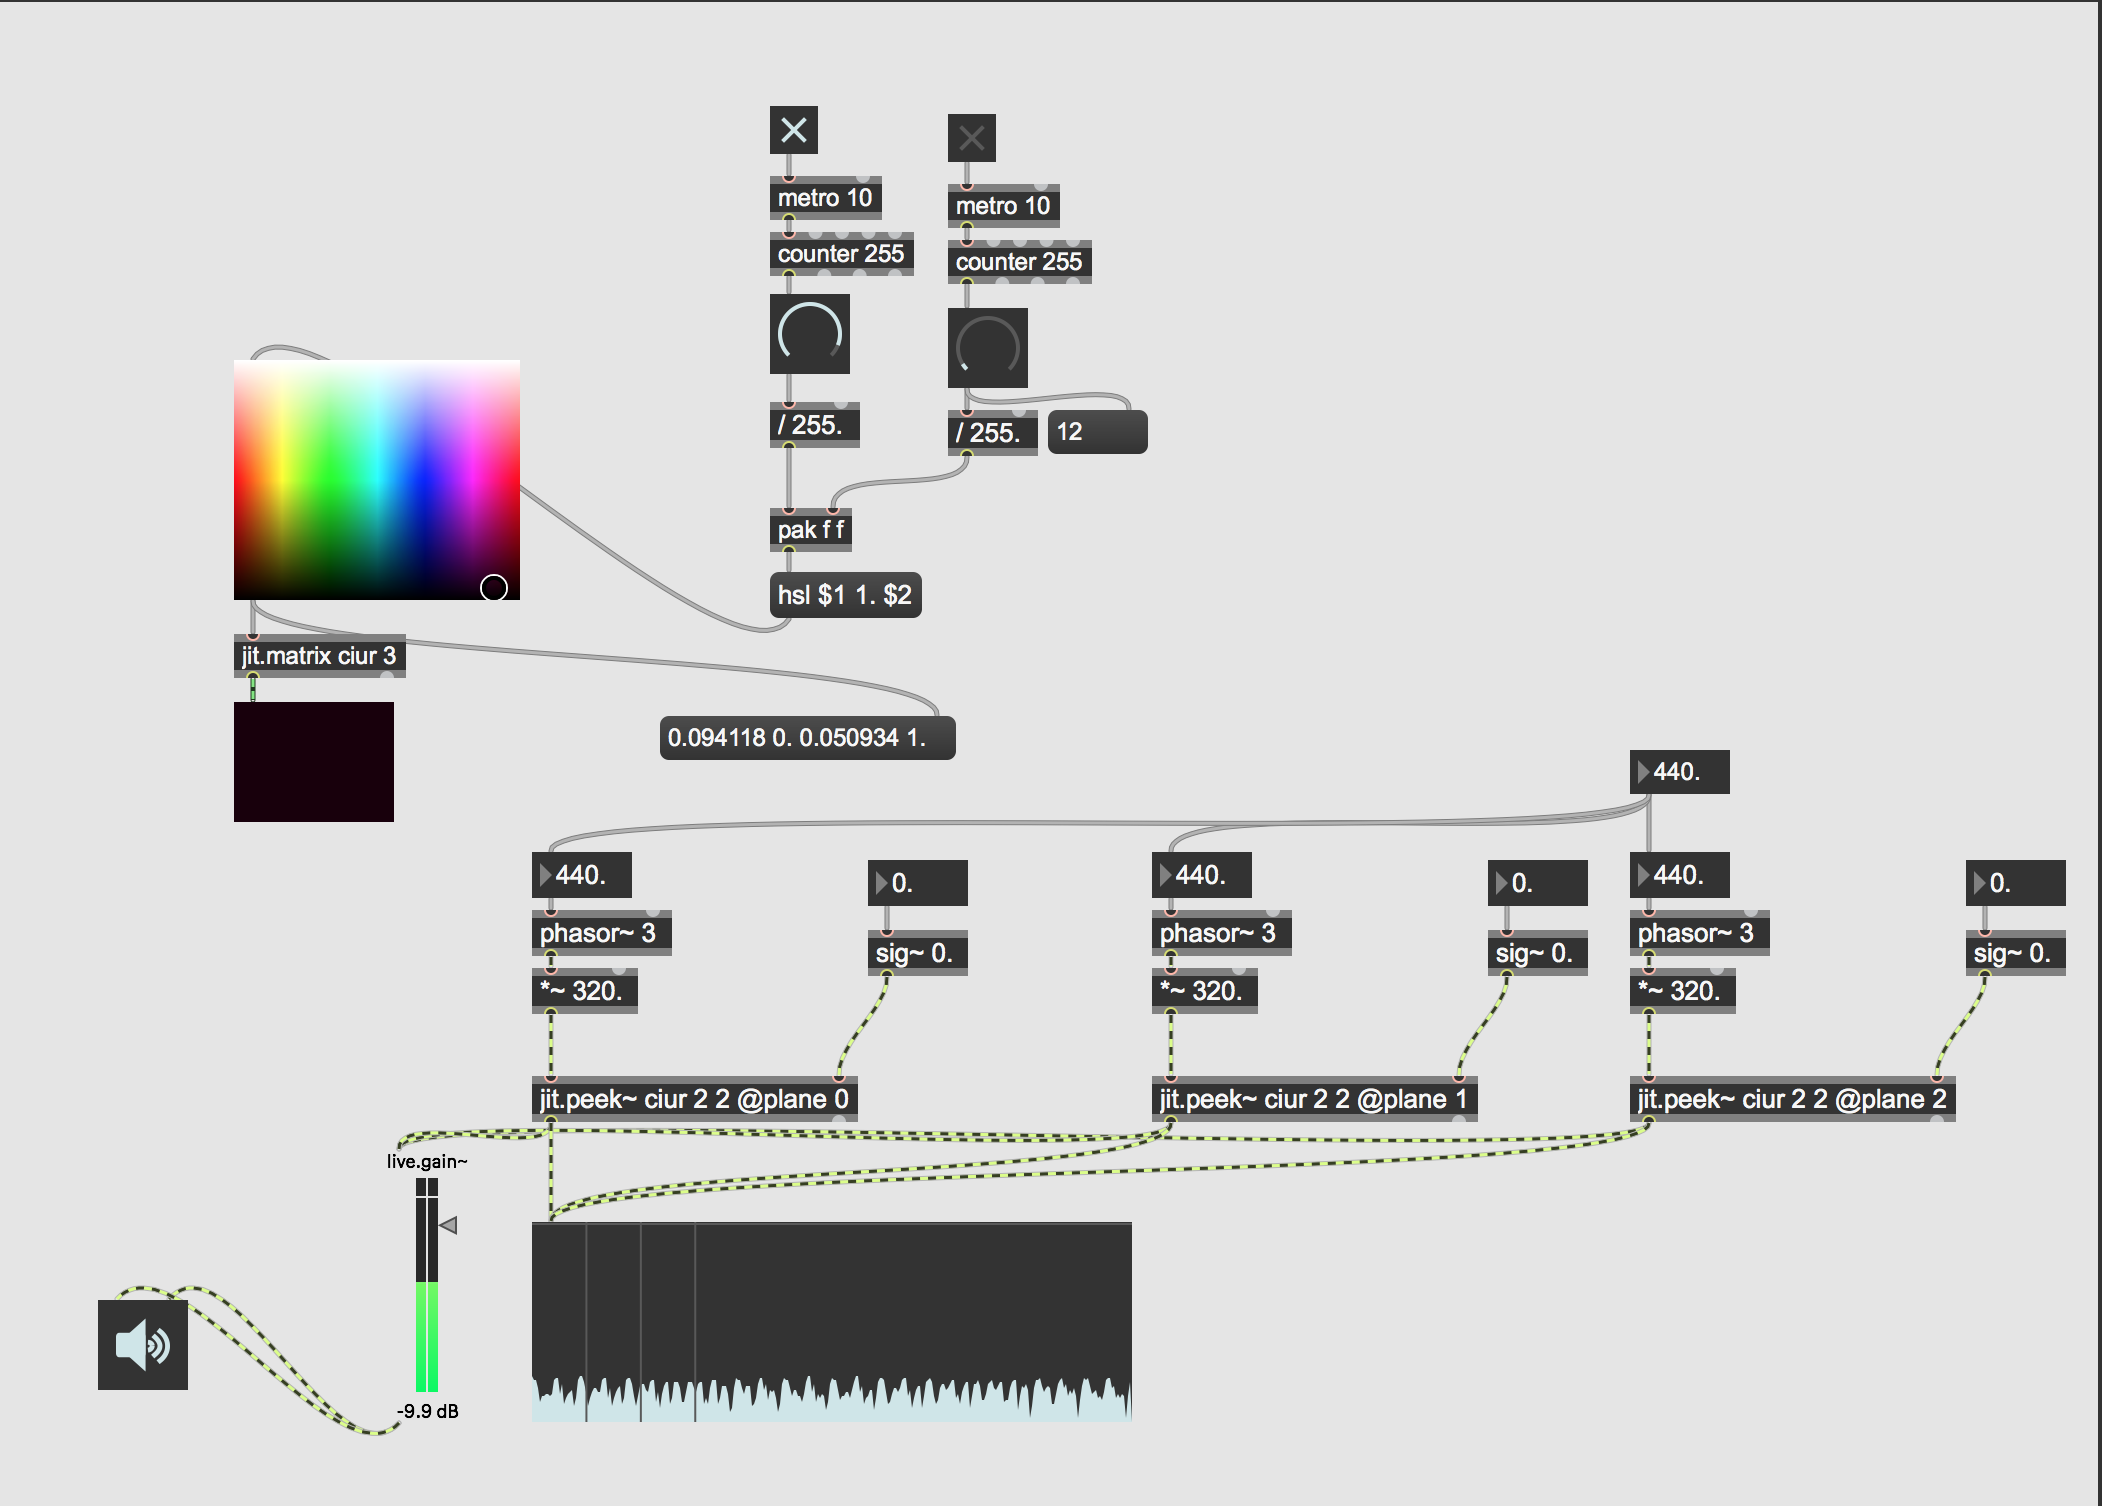 metro 10
metro 10
counter 255
counter 255
/ 255.
/ 255.
12
pak f f
hsl $1 1. $2
jit.matrix ciur 3
0.094118 0. 0.050934 1.
440.
440.
0.
440.
0.
440.
0.
phasor~ 3
sig~ 0.
phasor~ 3
sig~ 0.
phasor~ 3
sig~ 0.
*~ 320.
*~ 320.
*~ 320.
jit.peek~ ciur 2 2 @plane 0
jit.peek~ ciur 2 2 @plane 1
jit.peek~ ciur 2 2 @plane 2
live.gain~
-9.9 dB